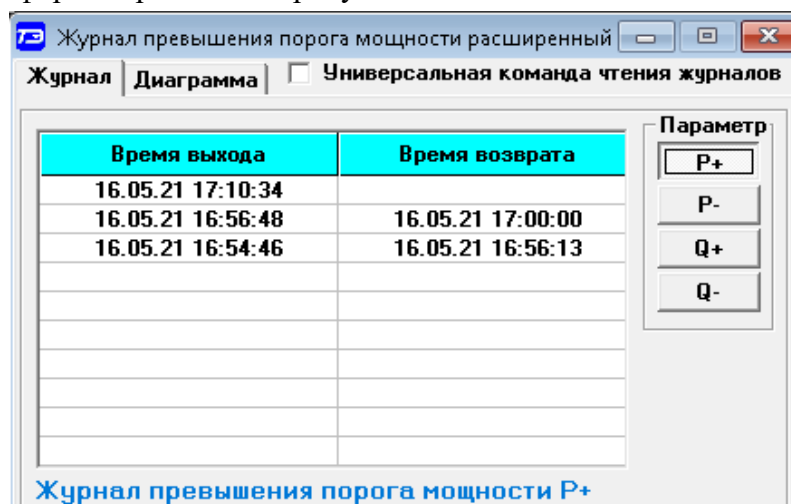 ТЭ Журнал превышения порога мощности расширенный
Журнал Диаграмма Универсальная команда чтения журналов
Параметр
Время выхода Время возврата P+
16.05.21 17:10:34
16.05.21 16:56:48 16.05.21 17:00:00 P-
16.05.21 16:54:46 16.05.21 16:56:13 Q+
Q-
Журнал превышения порога мощности P+